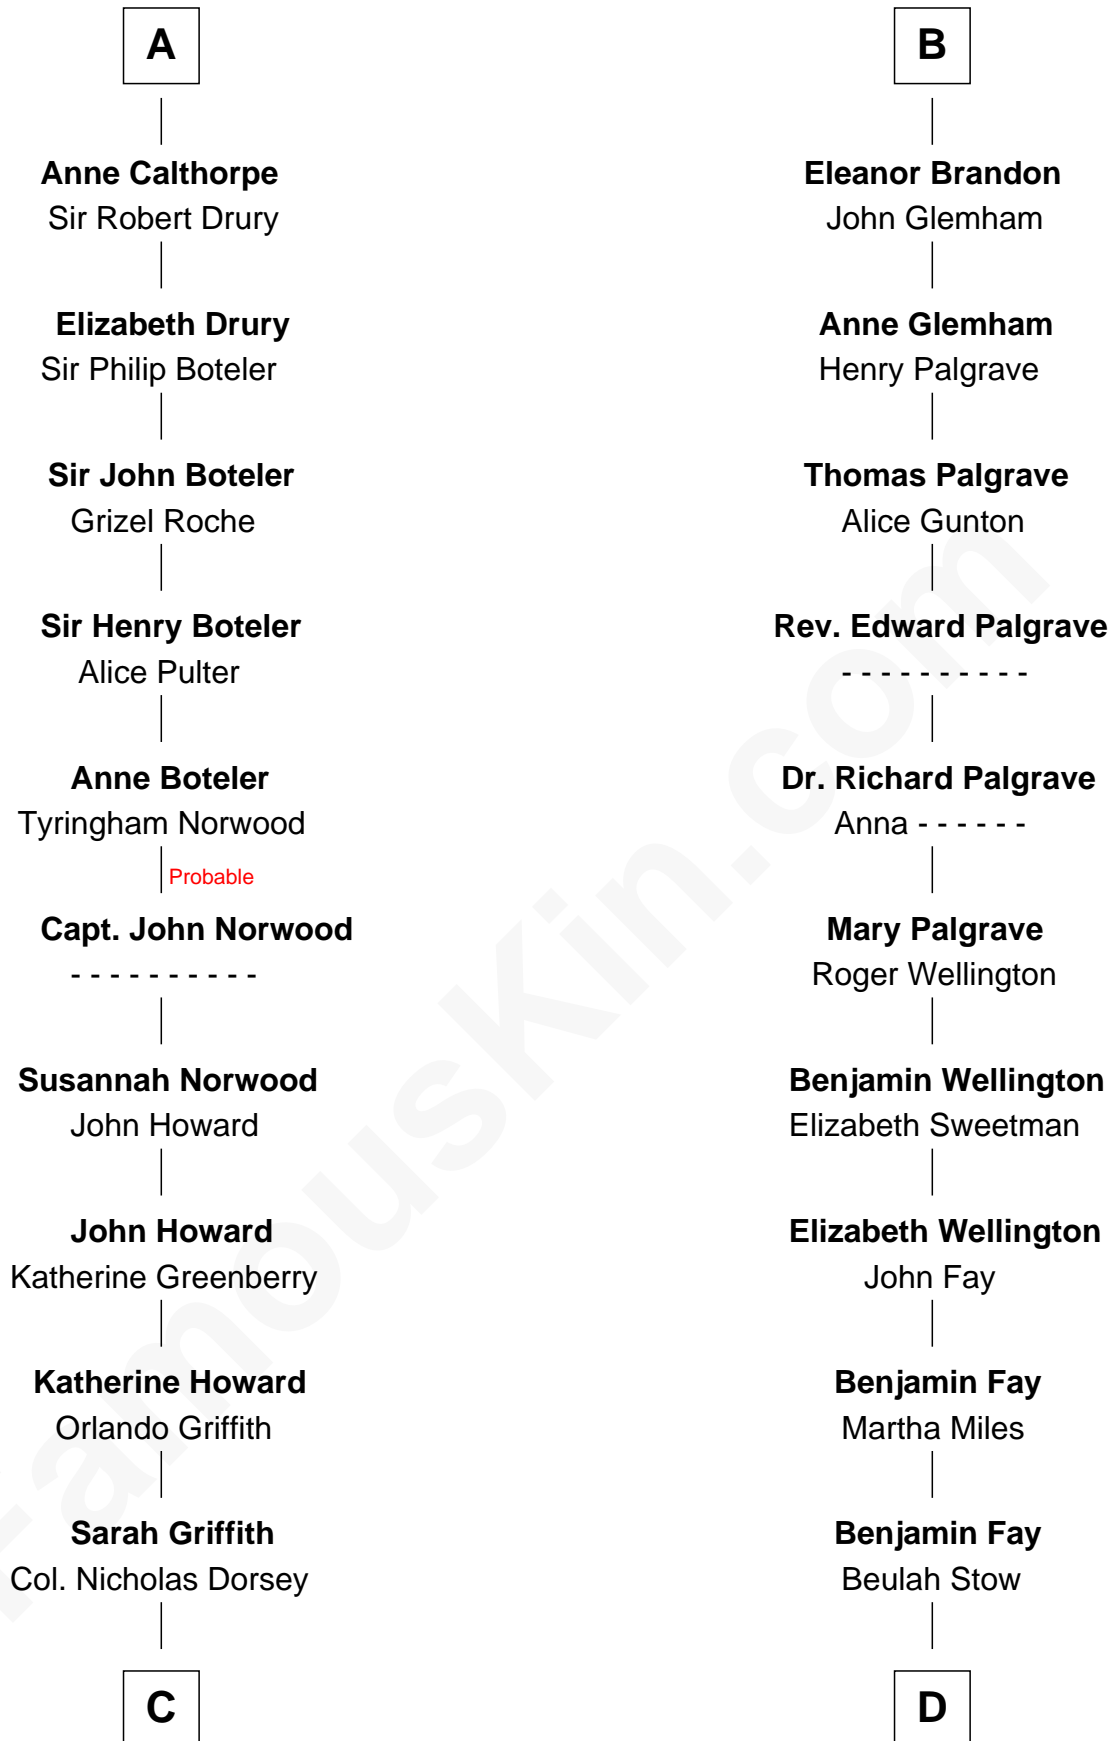 A
Anne Calthorpe
Sir Robert Drury
Elizabeth Drury
Sir Philip Boteler
Sir John Boteler
Grizel Roche
Sir Henry Boteler
Alice Pulter
Anne Boteler
Tyringham Norwood
Probable
Capt. John Norwood
- - - - - - - - - -
Susannah Norwood
John Howard
John Howard
Katherine Greenberry
Katherine Howard
Orlando Griffith
Sarah Griffith
Col. Nicholas Dorsey
C
B
Eleanor Brandon
John Glemham
Anne Glemham
Henry Palgrave
Thomas Palgrave
Alice Gunton
Rev. Edward Palgrave
- - - - - - - - - -
Dr. Richard Palgrave
Anna - - - - - -
Mary Palgrave
Roger Wellington
Benjamin Wellington
Elizabeth Sweetman
Elizabeth Wellington
John Fay
Benjamin Fay
Martha Miles
Benjamin Fay
Beulah Stow
D
FamousKin.com